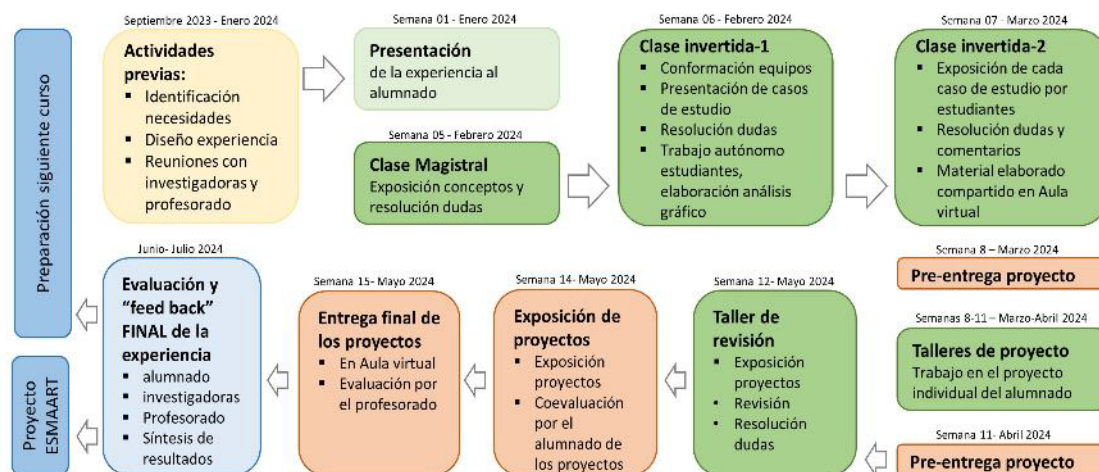 Preparación siguiente curso
Septiembre 2023 - Enero 2024
Actividades
previas:
▪ Identificación
necesidades
▪ Diseño experiencia
▪ Reuniones con
investigadoras y
profesorado
Semana 01 - Enero 2024
Presentación
de la experiencia al
alumnado
Semana 05 - Febrero 2024
Clase Magistral
Exposición conceptos y
resolución dudas
Semana 06 - Febrero 2024
Clase invertida-1
▪ Conformación equipos
▪ Presentación de casos
de estudio
▪ Resolución dudas
▪ Trabajo autónomo
estudiantes,
elaboración análisis
gráfico
Semana 07 - Marzo 2024
Clase invertida-2
▪ Exposición de cada
caso de estudio por
estudiantes
▪ Resolución dudas y
comentarios
▪ Material elaborado
compartido en Aula
virtual
Semana 8 – Marzo 2024
Pre-entrega proyecto
Semanas 8-11 – Marzo-Abril 2024
Talleres de proyecto
Trabajo en el proyecto
individual del alumnado
Semana 11- Abril 2024
Pre-entrega proyecto
Semana 12- Mayo 2024
Taller de
revisión
▪ Exposición
proyectos
• Revisión
• Resolución
dudas
Semana 14- Mayo 2024
Exposición de
proyectos
▪ Exposición
proyectos
▪ Coevaluación
por el
alumnado de
los proyectos
Semana 15- Mayo 2024
Entrega final de
los proyectos
▪ En Aula virtual
▪ Evaluación por
el profesorado
Junio- Julio 2024
Evaluación y
“feed back”
FINAL de la
experiencia
▪ alumnado
▪ investigadoras
▪ Profesorado
▪ Síntesis de
resultados
Proyecto
ESMAART